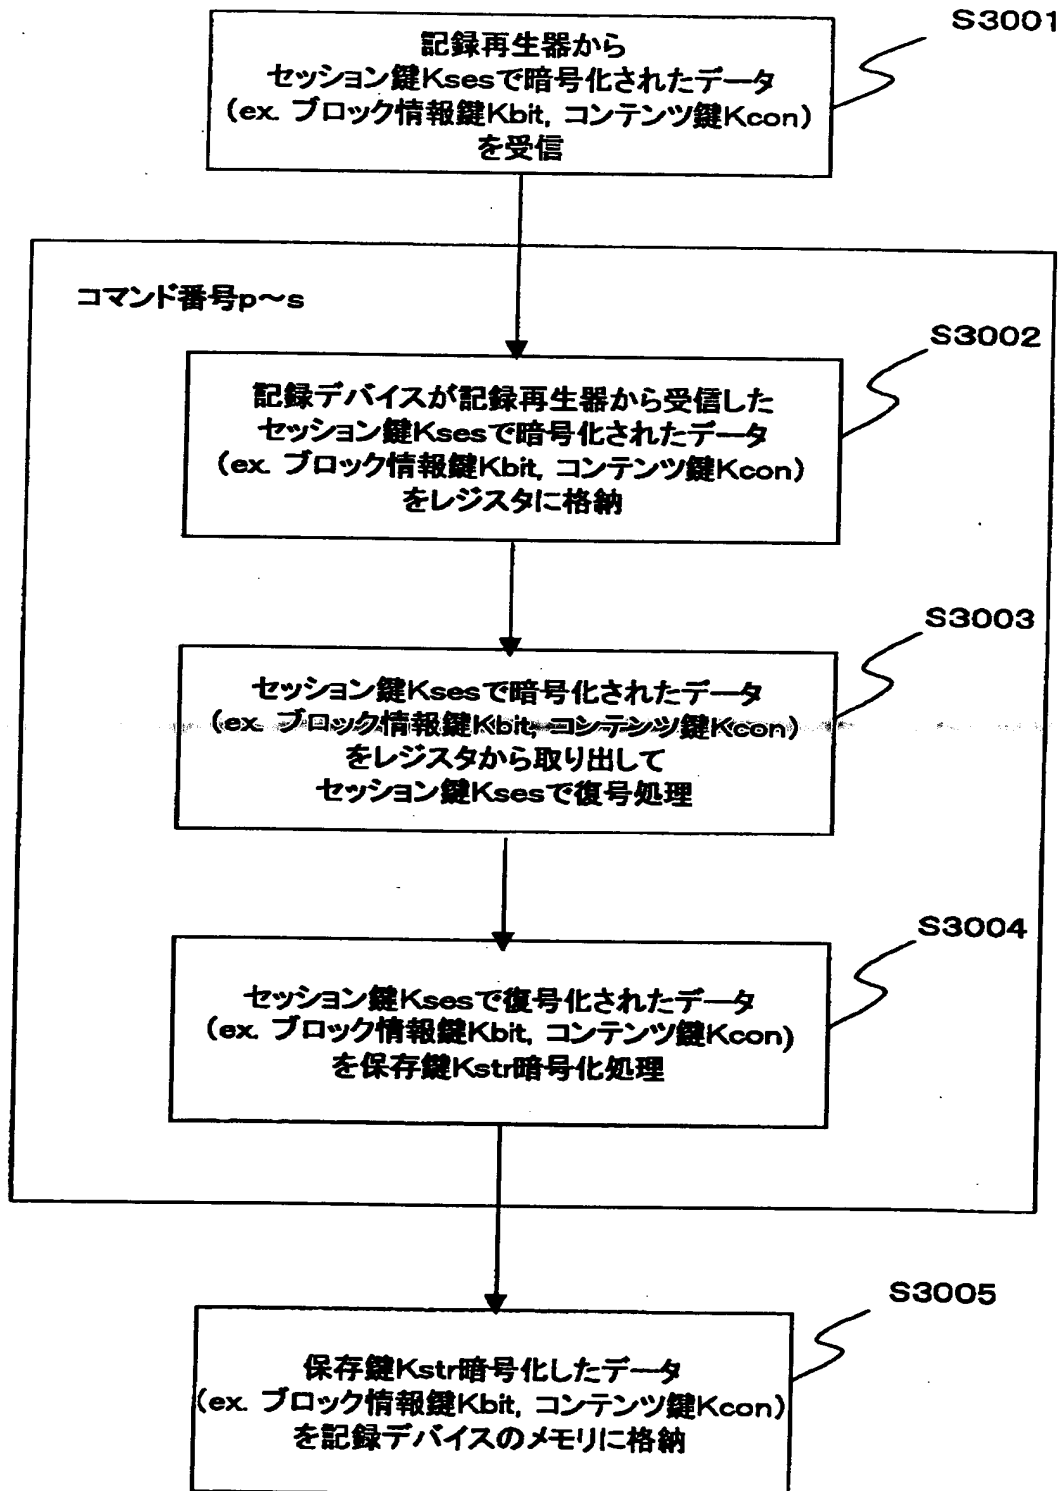 S3001
記録再生器から
セッション鍵Ksesで暗号化されたデータ
(ex. ブロック情報鍵Kbit, コンテンツ鍵Kcon)
を受信
コマンド番号p～s
S3002
記録デバイスが記録再生器から受信した
セッション鍵Ksesで暗号化されたデータ
(ex. ブロック情報鍵Kbit, コンテンツ鍵Kcon)
をレジスタに格納
S3003
セッション鍵Ksesで暗号化されたデータ
(ex. ブロック情報鍵Kbit, コンテンツ鍵Kcon)
をレジスタから取り出して
セッション鍵Ksesで復号処理
S3004
セッション鍵Ksesで復号化されたデータ
(ex. ブロック情報鍵Kbit, コンテンツ鍵Kcon)
を保存鍵Kstr暗号化処理
S3005
保存鍵Kstr暗号化したデータ
(ex. ブロック情報鍵Kbit, コンテンツ鍵Kcon)
を記録デバイスのメモリに格納